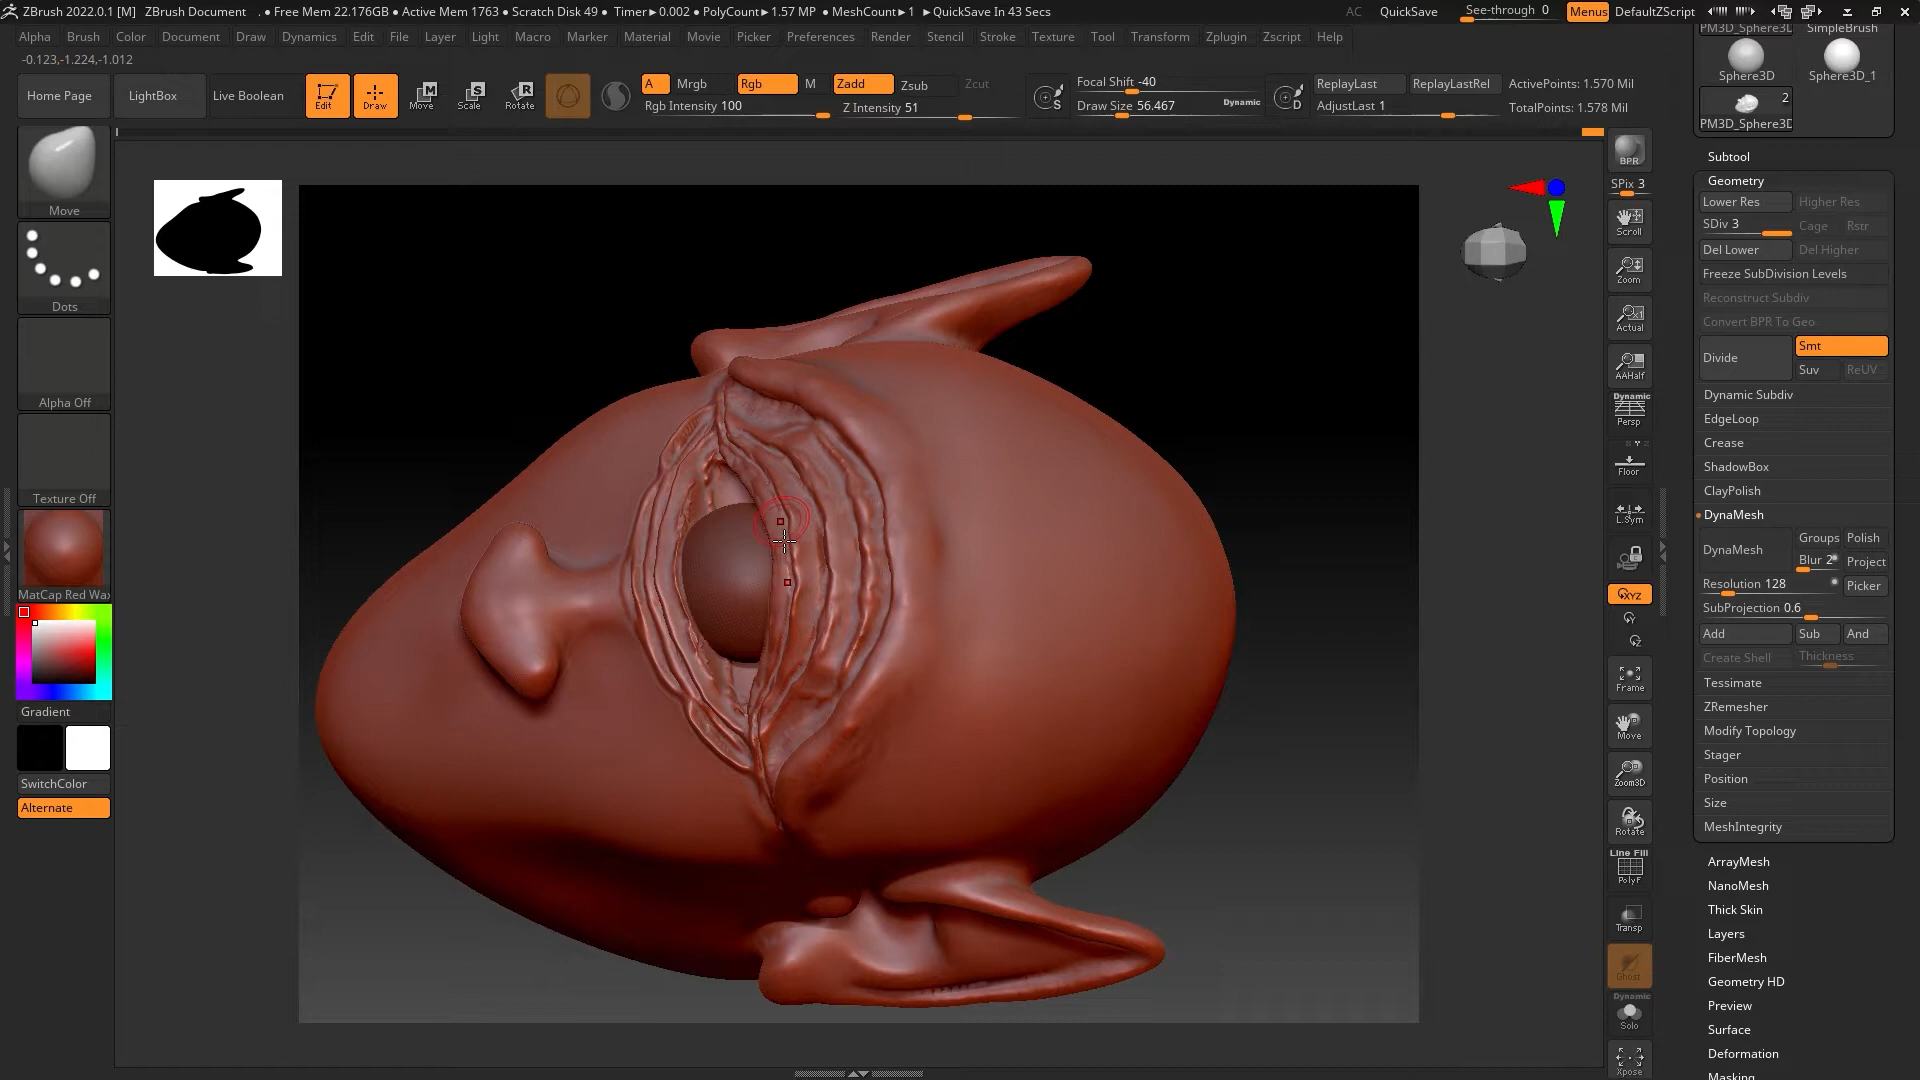 ZBrush 2022.0.1 [M] ZBrush Document . ● Free Mem 22.176GB ● Active Mem 1763 ● Scratch Disk 49 ● Timer►0.002 ● PolyCount►1.57 MP ● MeshCount►1 ►QuickSave In 43 Secs AC QuickSave See-through 0 Menus DefaultZScript
Alpha Brush Color Document Draw Dynamics Edit File Layer Light Macro Marker Material Movie Picker Preferences Render Stencil Stroke Texture Tool Transform Zplugin Zscript Help
-0.123,-1.224,-1.012
Home Page LightBox Live Boolean Edit Draw Move Scale Rotate
A Mrgb Rgb M Zadd Zsub Zcut
Rgb Intensity 100 Z Intensity 51
Focal Shift -40
Draw Size 56.467 Dynamic
ReplayLast ReplayLastRel ActivePoints: 1.570 Mil
AdjustLast 1 TotalPoints: 1.578 Mil
Move
Dots
Alpha Off
Texture Off
MatCap Red Wax
Gradient
SwitchColor
Alternate
BPR
SPix 3
Scroll
Zoom
Actual
AAHalf
Dynamic
Persp
Floor
L.Sym
XYZ
Frame
Move
Zoom3D
Rotate
Line Fill
PolyF
Transp
Ghost
Dynamic
Solo
Xpose
PM3D_Sphere3D SimpleBrush
Sphere3D Sphere3D_1
2
PM3D_Sphere3D
Subtool
Geometry
Lower Res Higher Res
SDiv 3 Cage Rstr
Del Lower Del Higher
Freeze SubDivision Levels
Reconstruct Subdiv
Convert BPR To Geo
Divide Smt
Suv ReUV
Dynamic Subdiv
EdgeLoop
Crease
ShadowBox
ClayPolish
DynaMesh
DynaMesh Groups Polish
Blur 2 Project
Resolution 128 Picker
SubProjection 0.6
Add Sub And
Create Shell Thickness
Tessimate
ZRemesher
Modify Topology
Stager
Position
Size
MeshIntegrity
ArrayMesh
NanoMesh
Thick Skin
Layers
FiberMesh
Geometry HD
Preview
Surface
Deformation
Masking